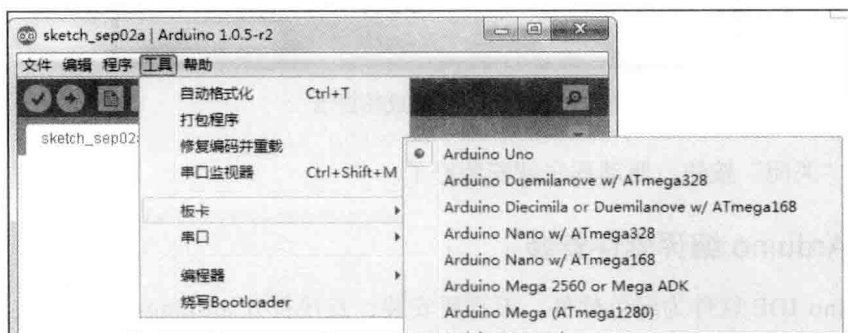 sketch_sep02a | Arduino 1.0.5-r2
文件 编辑 程序 工具 帮助
sketch_sep02
自动格式化 Ctrl+T
打包程序
修复编码并重载
串口监视器 Ctrl+Shift+M
板卡
串口
编程器
烧写Bootloader
Arduino Uno
Arduino Duemilanove w/ ATmega328
Arduino Diecimila or Duemilanove w/ ATmega168
Arduino Nano w/ ATmega328
Arduino Nano w/ ATmega168
Arduino Mega 2560 or Mega ADK
Arduino Mega (ATmega1280)